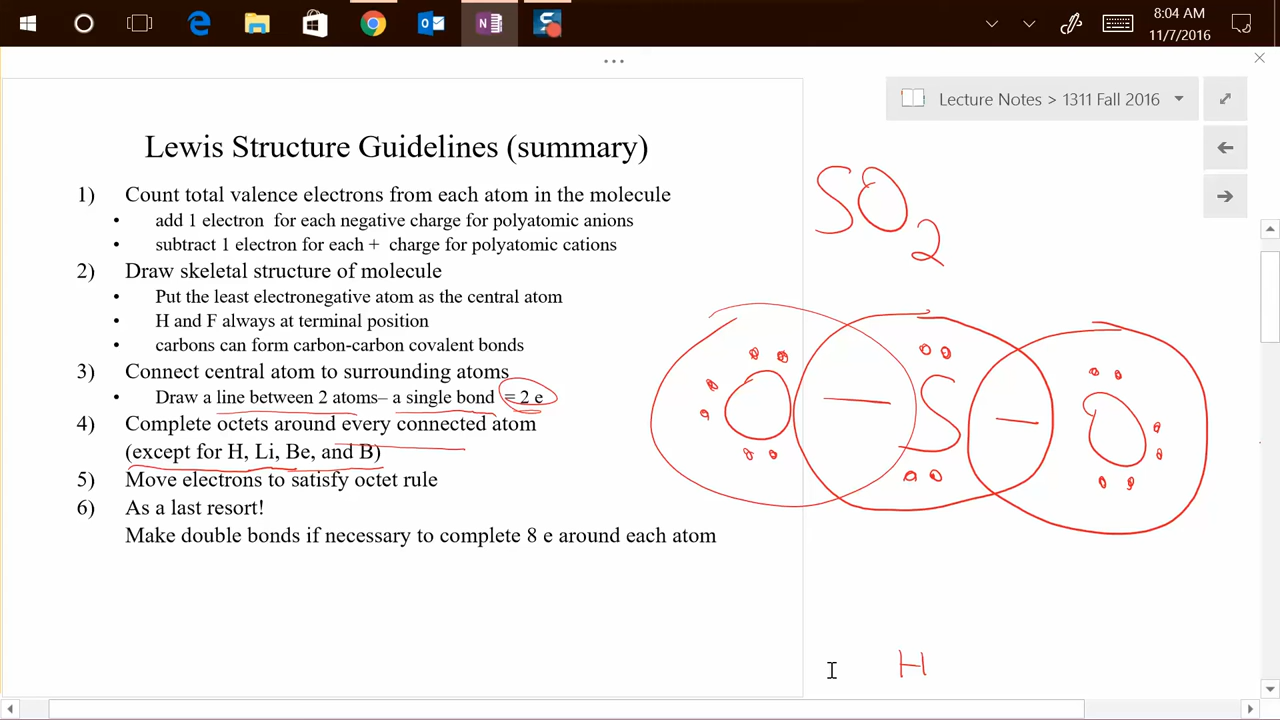 8:04 AM
11/7/2016
Lecture Notes > 1311 Fall 2016
Lewis Structure Guidelines (summary)
1) Count total valence electrons from each atom in the molecule
• add 1 electron for each negative charge for polyatomic anions
• subtract 1 electron for each + charge for polyatomic cations
2) Draw skeletal structure of molecule
• Put the least electronegative atom as the central atom
• H and F always at terminal position
• carbons can form carbon-carbon covalent bonds
3) Connect central atom to surrounding atoms
• Draw a line between 2 atoms– a single bond = 2 e
4) Complete octets around every connected atom
(except for H, Li, Be, and B)
5) Move electrons to satisfy octet rule
6) As a last resort!
Make double bonds if necessary to complete 8 e around each atom
SO2
O — S — O
H